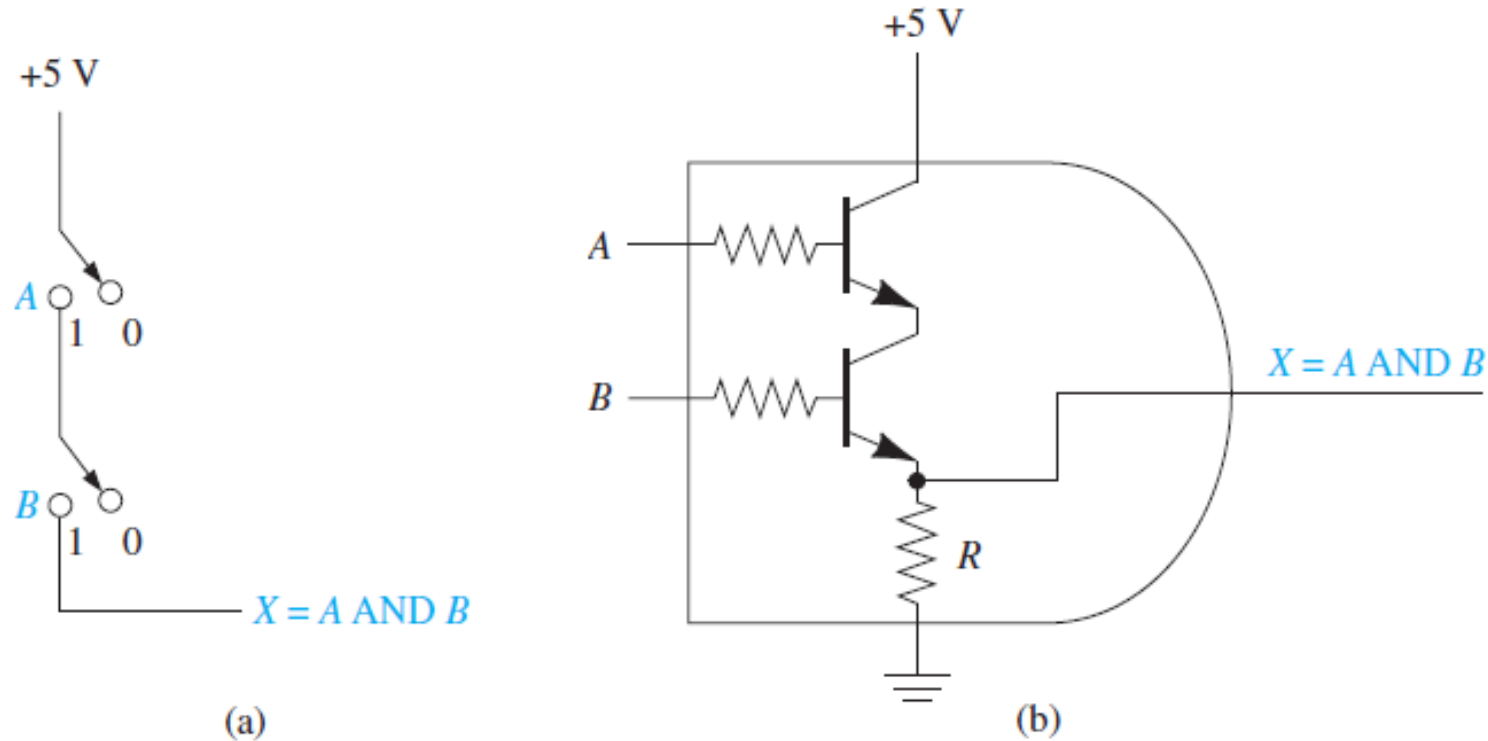 +5 V
A
1 0
B
1 0
X = A AND B
(a)
+5 V
A
B
X = A AND B
R
(b)